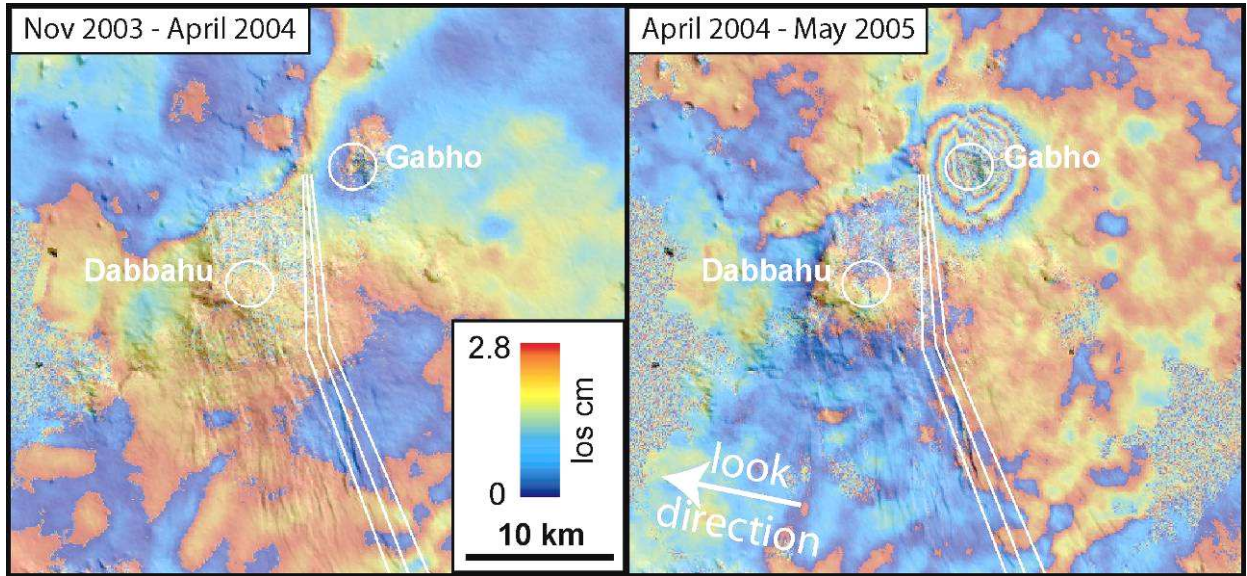 Nov 2003 - April 2004
Gabho
Dabbahu
2.8
0
los cm
10 km
April 2004 - May 2005
Gabho
Dabbahu
look
direction